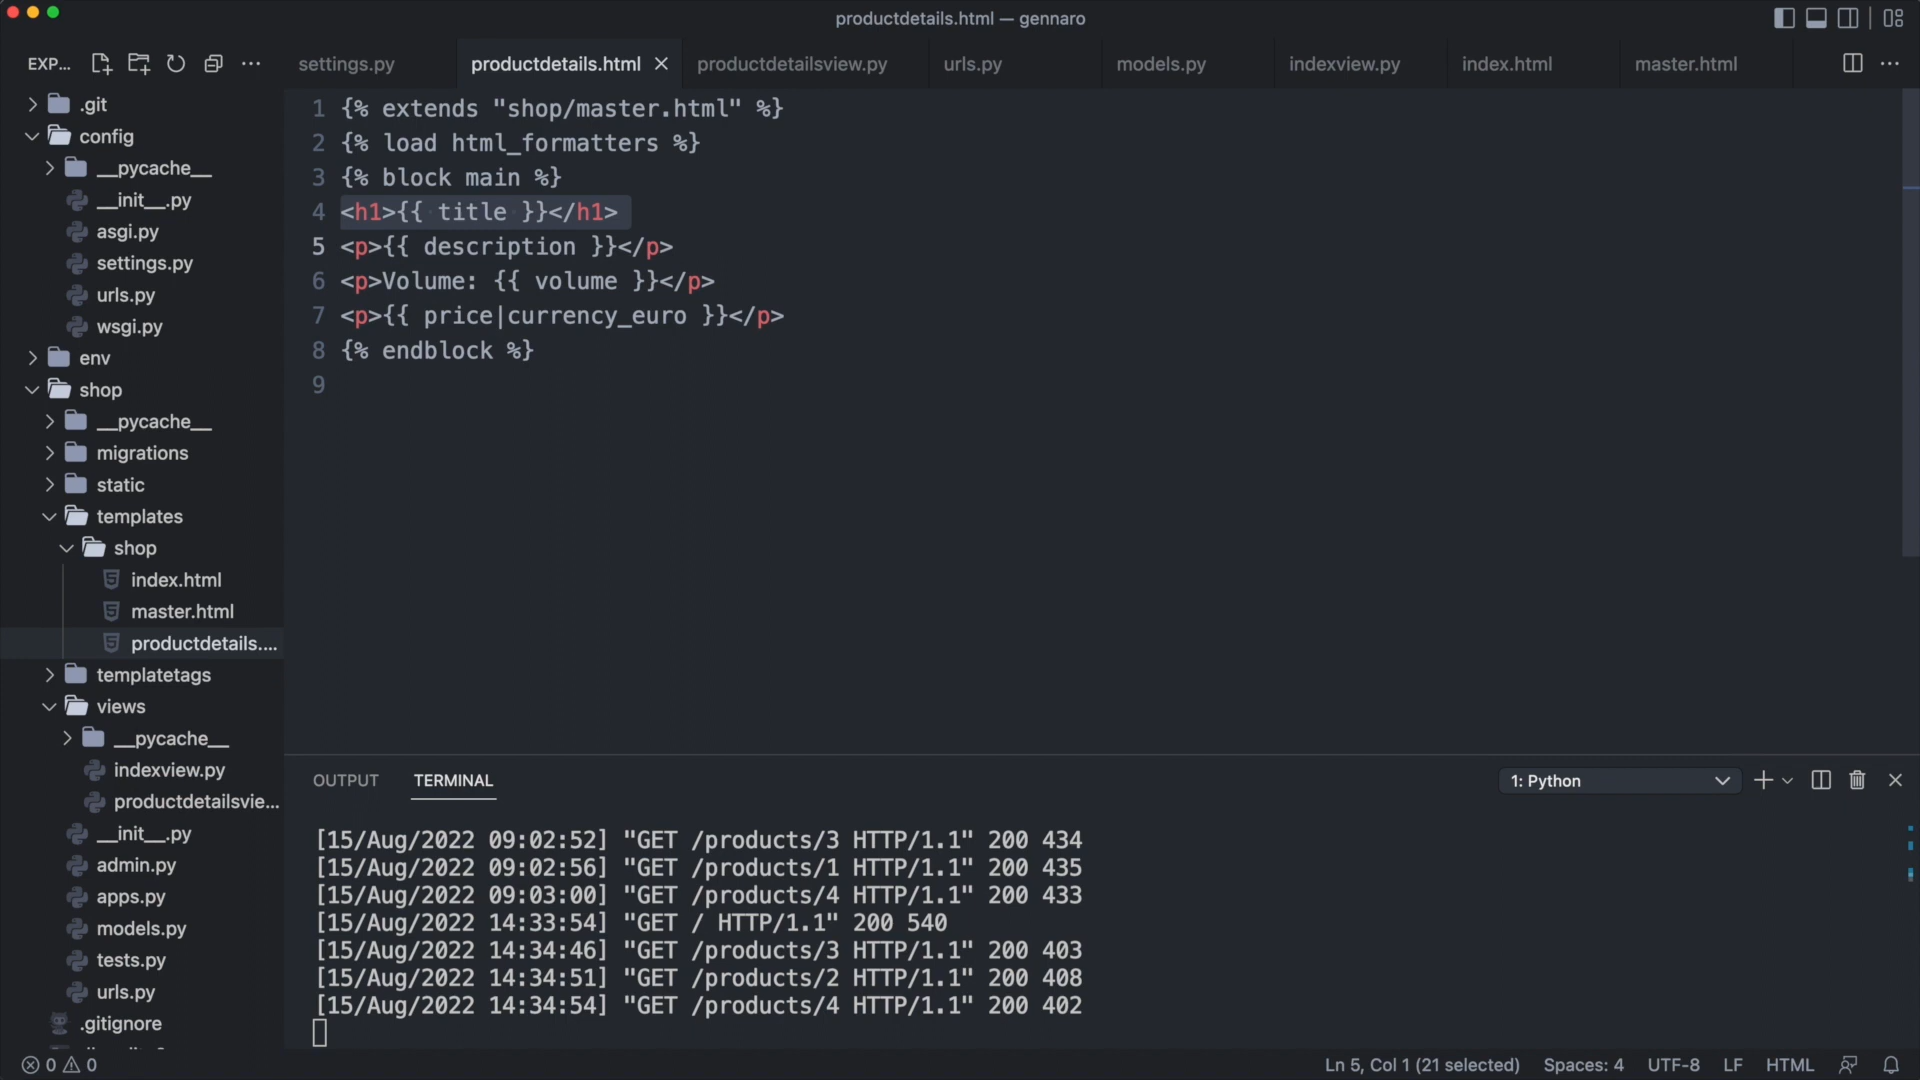 productdetails.html — gennaro
EXP...
settings.py
productdetails.html
productdetailsview.py
urls.py
models.py
indexview.py
index.html
master.html
.git
config
__pycache__
__init__.py
asgi.py
settings.py
urls.py
wsgi.py
env
shop
__pycache__
migrations
static
templates
shop
index.html
master.html
productdetails....
templatetags
views
__pycache__
indexview.py
productdetailsvie...
__init__.py
admin.py
apps.py
models.py
tests.py
urls.py
.gitignore
1 {% extends "shop/master.html" %}
2 {% load html_formatters %}
3 {% block main %}
4 <h1>{{ title }}</h1>
5 <p>{{ description }}</p>
6 <p>Volume: {{ volume }}</p>
7 <p>{{ price|currency_euro }}</p>
8 {% endblock %}
9
OUTPUT
TERMINAL
1: Python
[15/Aug/2022 09:02:52] "GET /products/3 HTTP/1.1" 200 434
[15/Aug/2022 09:02:56] "GET /products/1 HTTP/1.1" 200 435
[15/Aug/2022 09:03:00] "GET /products/4 HTTP/1.1" 200 433
[15/Aug/2022 14:33:54] "GET / HTTP/1.1" 200 540
[15/Aug/2022 14:34:46] "GET /products/3 HTTP/1.1" 200 403
[15/Aug/2022 14:34:51] "GET /products/2 HTTP/1.1" 200 408
[15/Aug/2022 14:34:54] "GET /products/4 HTTP/1.1" 200 402
0
0
Ln 5, Col 1 (21 selected)
Spaces: 4
UTF-8
LF
HTML